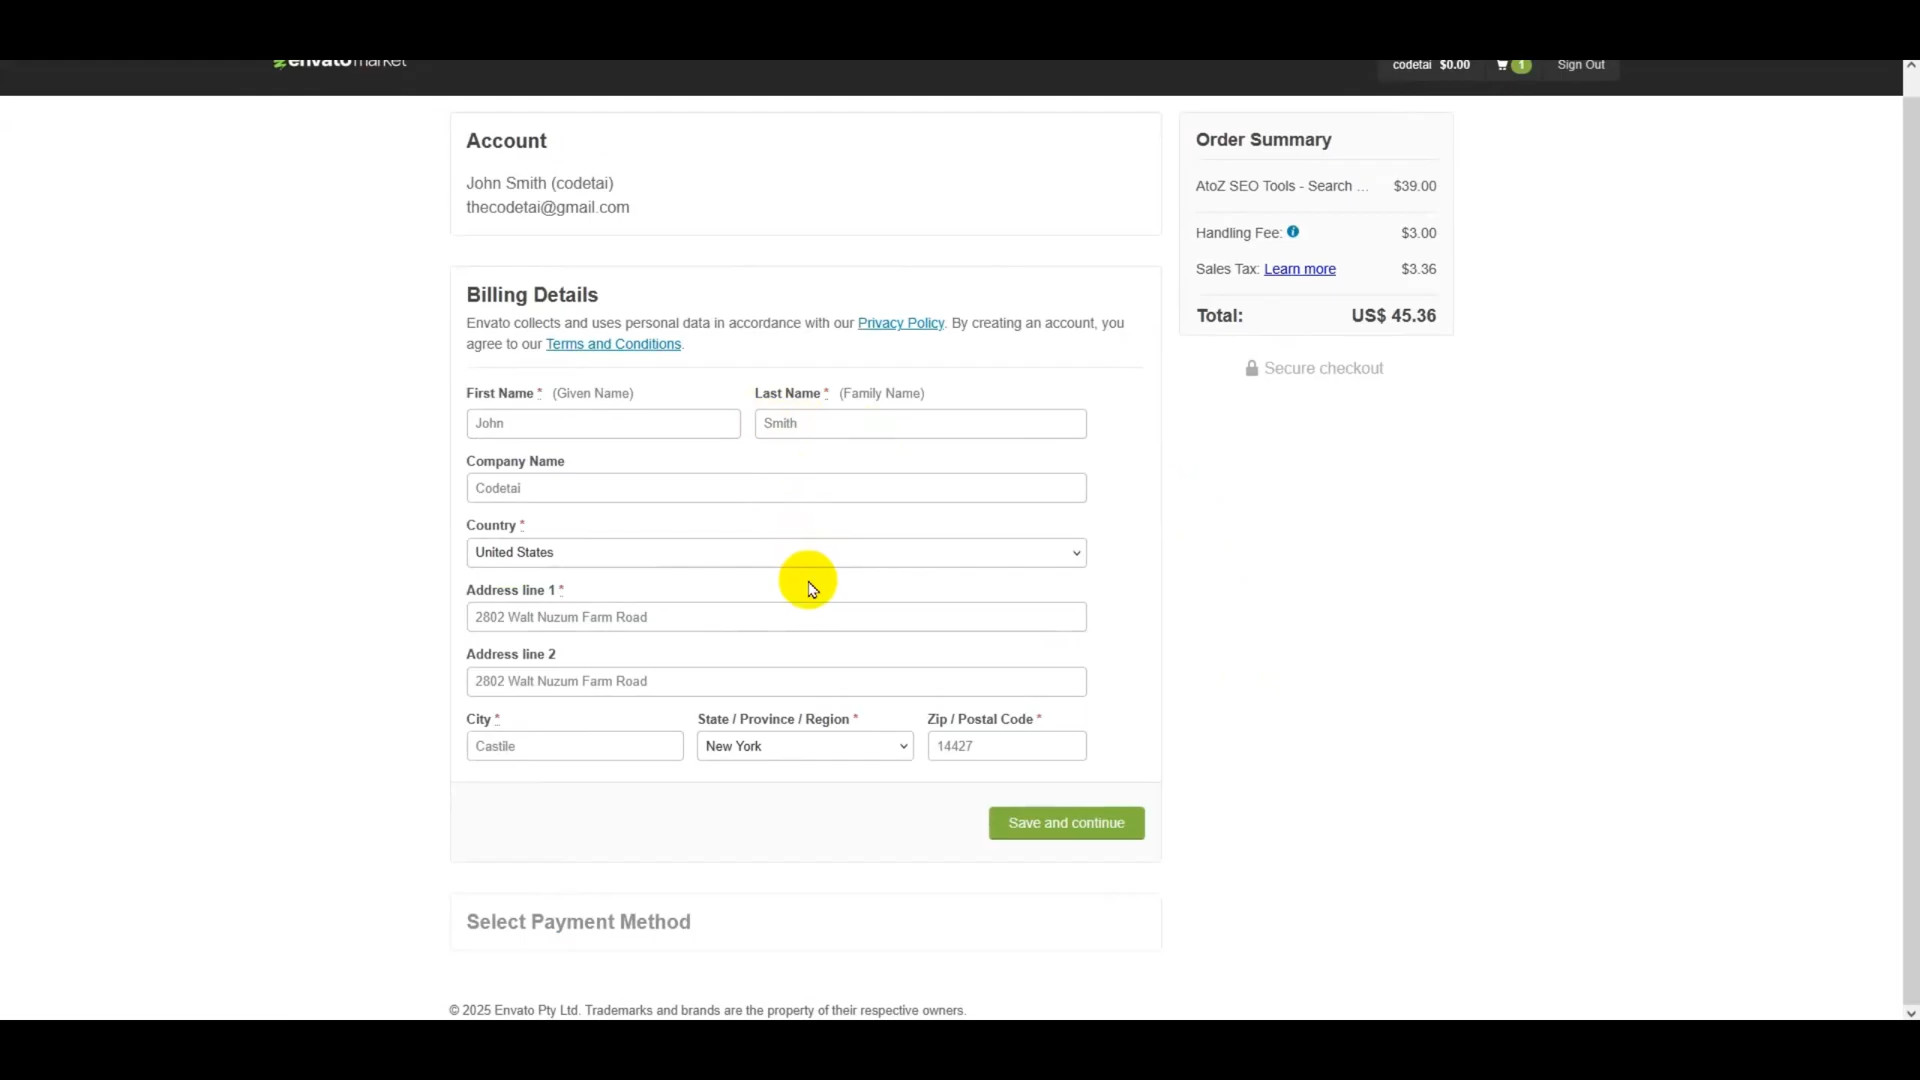 envato market
codetai $0.00 1 Sign Out
Account
John Smith (codetai)
thecodetai@gmail.com
Billing Details
Envato collects and uses personal data in accordance with our Privacy Policy. By creating an account, you
agree to our Terms and Conditions.
First Name * (Given Name) Last Name * (Family Name)
John Smith
Company Name
Codetai
Country *
United States
Address line 1 *
2802 Walt Nuzum Farm Road
Address line 2
2802 Walt Nuzum Farm Road
City * State / Province / Region * Zip / Postal Code *
Castile New York 14427
Save and continue
Select Payment Method
Order Summary
AtoZ SEO Tools - Search ... $39.00
Handling Fee: i $3.00
Sales Tax: Learn more $3.36
Total: US$ 45.36
Secure checkout
© 2025 Envato Pty Ltd. Trademarks and brands are the property of their respective owners.